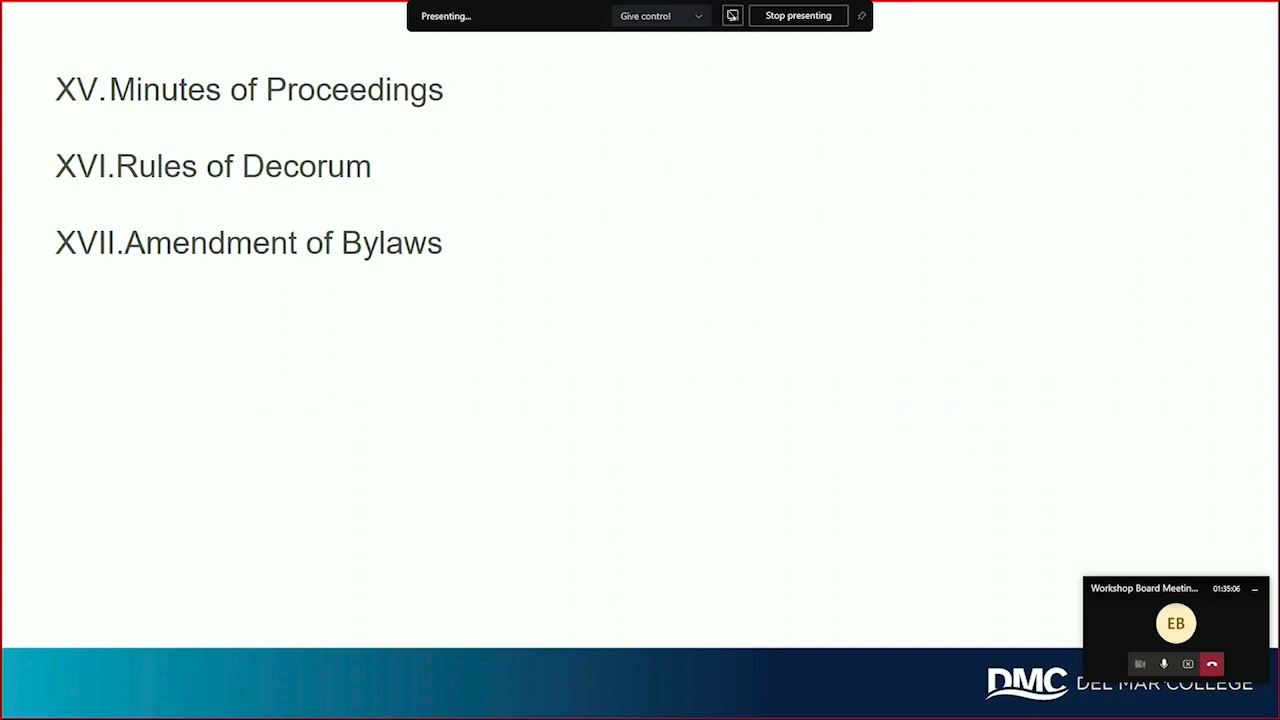 Presenting...
Give control
Stop presenting
XV.Minutes of Proceedings
XVI.Rules of Decorum
XVII.Amendment of Bylaws
Workshop Board Meetin...
01:35:06
EB
DMC DEL MAR COLLEGE